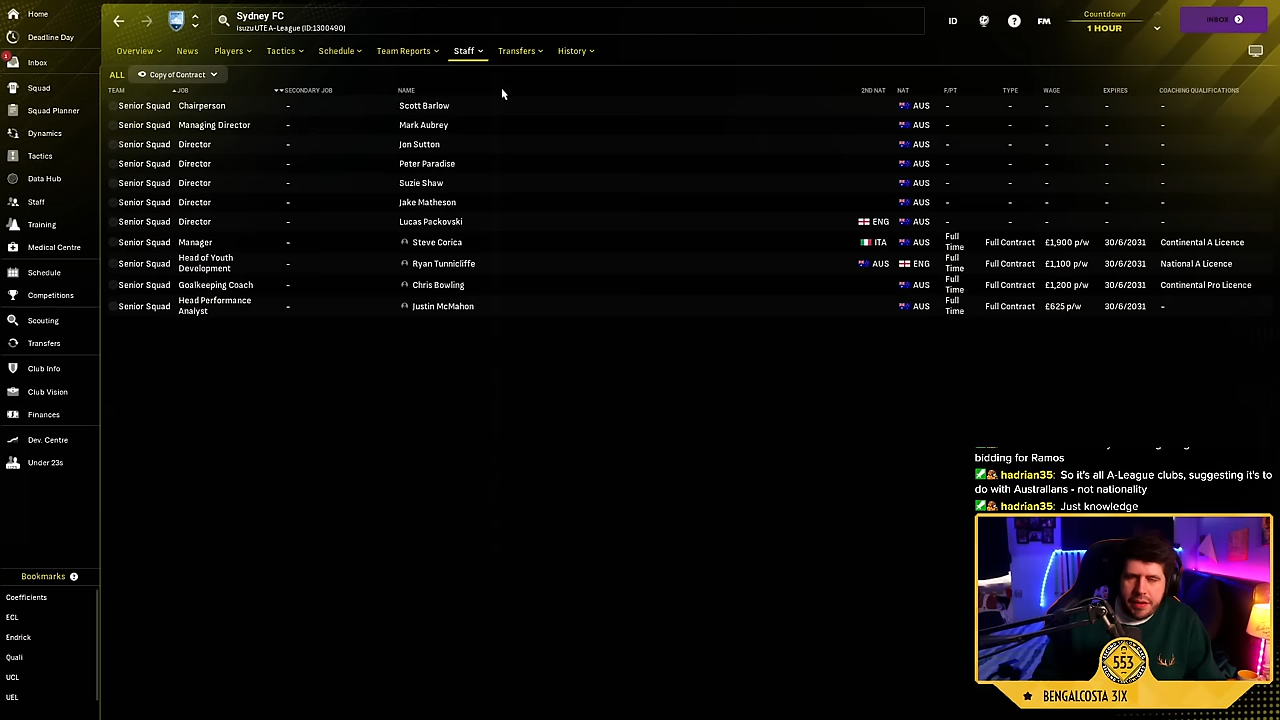 Home
Deadline Day
1
Inbox
Squad
Squad Planner
Dynamics
Tactics
Data Hub
Staff
Training
Medical Centre
Schedule
Competitions
Scouting
Transfers
Club Info
Club Vision
Finances
Dev. Centre
Under 23s
Bookmarks
Coefficients
ECL
Endrick
Quali
UCL
UEL
Sydney FC
Isuzu UTE A-League (ID:1300490)
ID
?
FM
Countdown
1 HOUR
INBOX
Overview
News
Players
Tactics
Schedule
Team Reports
Staff
Transfers
History
ALL
Copy of Contract
TEAM JOB SECONDARY JOB NAME 2ND NAT NAT F/PT TYPE WAGE EXPIRES COACHING QUALIFICATIONS
Senior Squad Chairperson - Scott Barlow AUS - - - - -
Senior Squad Managing Director - Mark Aubrey AUS - - - - -
Senior Squad Director - Jon Sutton AUS - - - - -
Senior Squad Director - Peter Paradise AUS - - - - -
Senior Squad Director - Suzie Shaw AUS - - - - -
Senior Squad Director - Jake Matheson AUS - - - - -
Senior Squad Director - Lucas Packovski ENG AUS - - - - -
Senior Squad Manager - Steve Corica ITA AUS Full Time Full Contract £1,900 p/w 30/6/2031 Continental A Licence
Senior Squad Head of Youth Development - Ryan Tunnicliffe AUS ENG Full Time Full Contract £1,100 p/w 30/6/2031 National A Licence
Senior Squad Goalkeeping Coach - Chris Bowling AUS Full Time Full Contract £1,200 p/w 30/6/2031 Continental Pro Licence
Senior Squad Head Performance Analyst - Justin McMahon AUS Full Time Full Contract £625 p/w 30/6/2031 -
bidding for Ramos
hadrian35: So it's all A-League clubs, suggesting it's to
do with Australians - not nationality
hadrian35: Just knowledge
553
BENGALCOSTA 31X